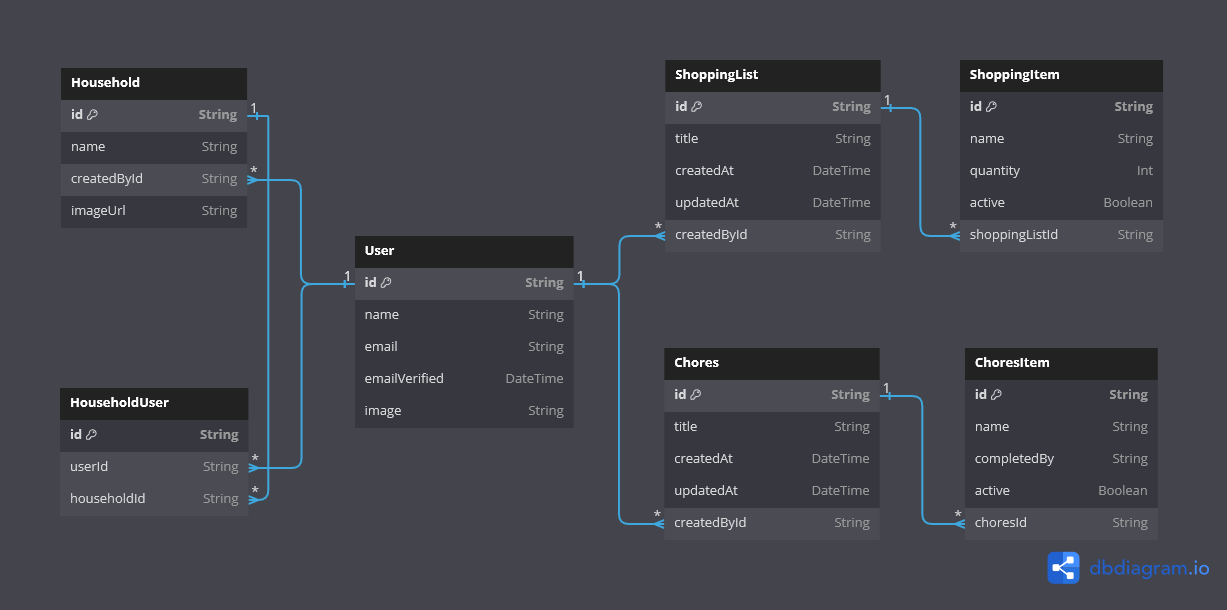 Household
id String
name String
createdById String
imageUrl String
1
*
HouseholdUser
id String
userId String
householdId String
*
*
User
id String
name String
email String
emailVerified DateTime
image String
1
1
ShoppingList
id String
title String
createdAt DateTime
updatedAt DateTime
createdById String
1
*
ShoppingItem
id String
name String
quantity Int
active Boolean
shoppingListId String
*
Chores
id String
title String
createdAt DateTime
updatedAt DateTime
createdById String
1
*
ChoresItem
id String
name String
completedBy String
active Boolean
choresId String
*
dbdiagram.io